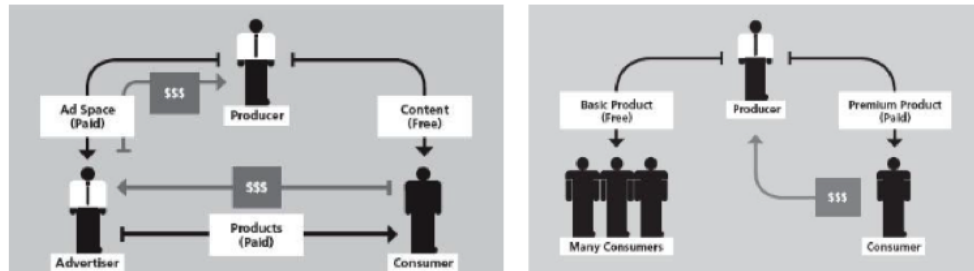 $$$
Producer
Ad Space
(Paid)
Content
(Free)
$$$
Products
(Paid)
Advertiser
Consumer
Producer
Basic Product
(Free)
Premium Product
(Paid)
$$$
Many Consumers
Consumer